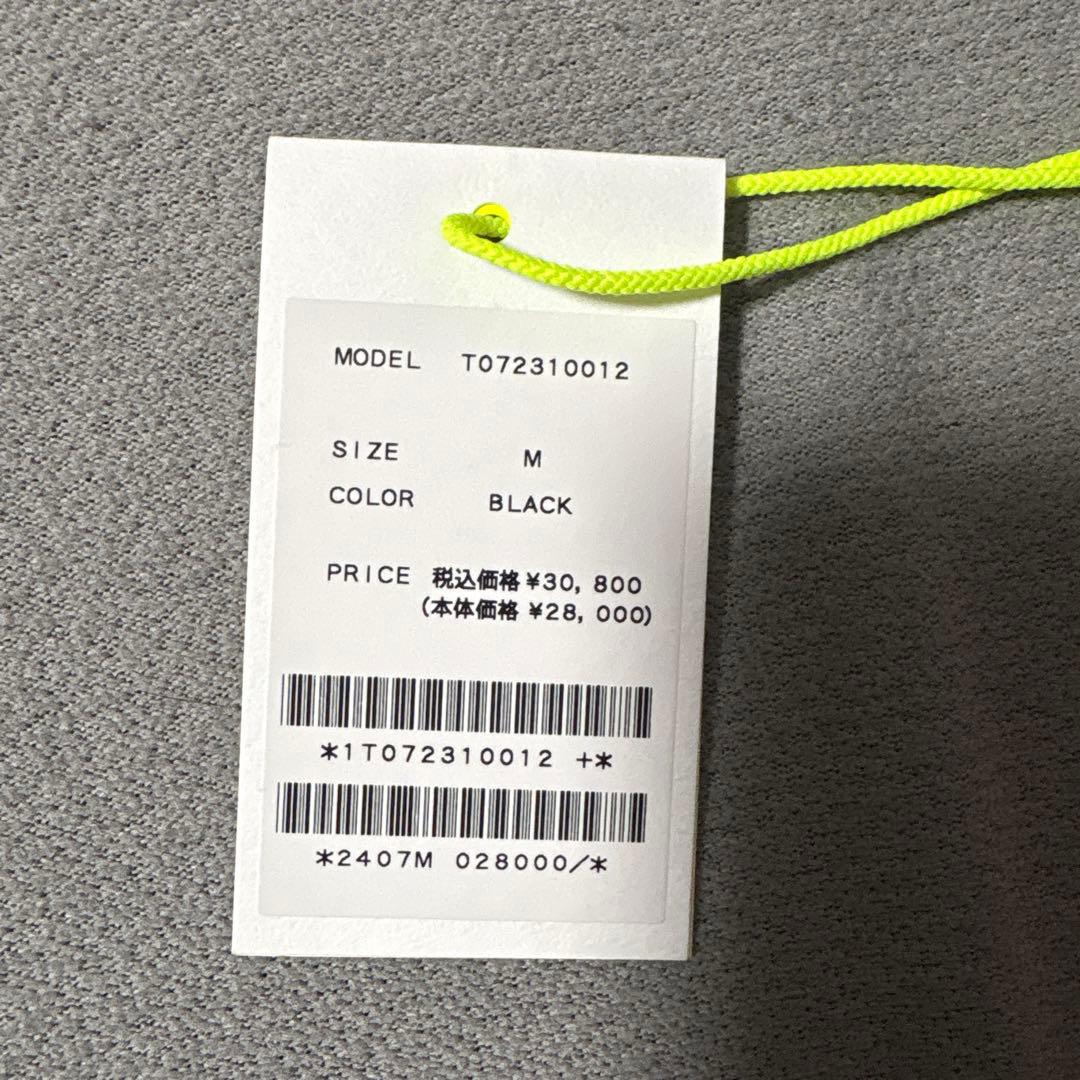 MODEL T072310012
SIZE M
COLOR BLACK
PRICE 税込価格 ¥30, 800
(本体価格 ¥28, 000)
*1T072310012 +*
*2407M 028000/*